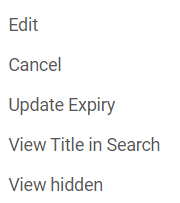 Edit
Cancel
Update Expiry
View Title in Search
View hidden